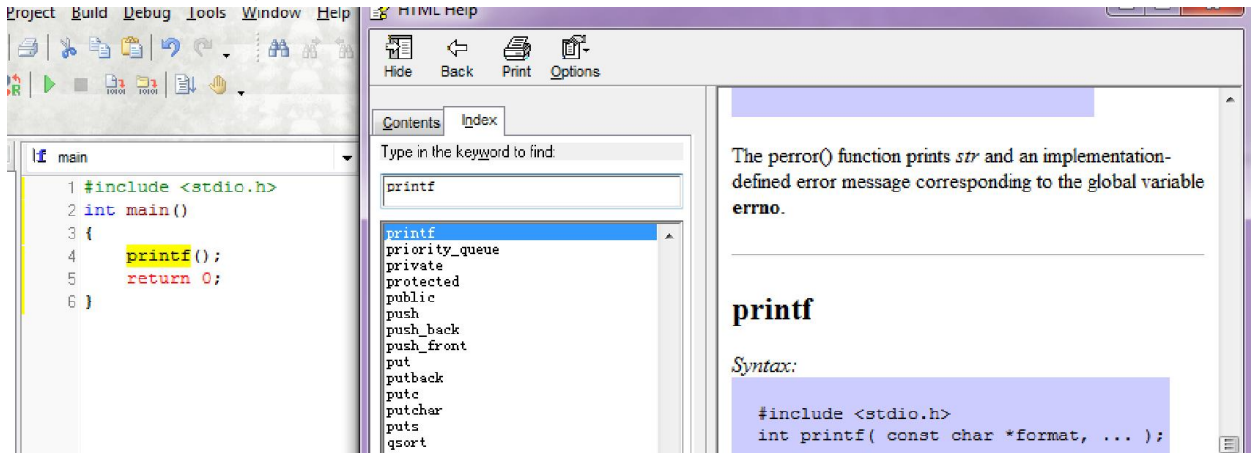 Project Build Debug Tools Window Help
main
1 #include <stdio.h>
2 int main()
3 {
4 printf();
5 return 0;
6 }
HTML Help
Hide Back Print Options
Contents Index
Type in the keyword to find:
printf
printf
priority_queue
private
protected
public
push
push_back
push_front
put
putback
putc
putchar
puts
qsort
The perror() function prints str and an implementation-
defined error message corresponding to the global variable
errno.
printf
Syntax:
#include <stdio.h>
int printf( const char *format, ... );